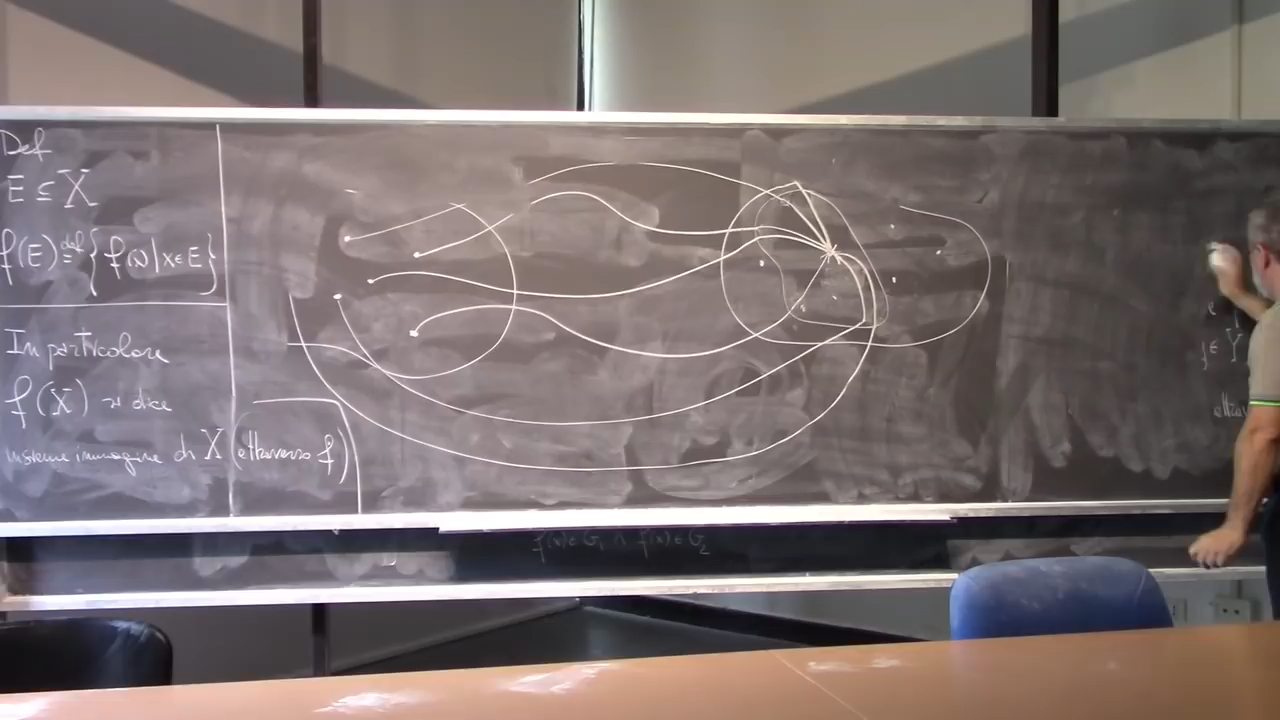 Def
E ⊆ X
f(E) def= {f(x) | x ∈ E}
In particolare
f(X) si dice
insieme immagine di X (attraverso f)
f(x) ∈ G₁ ∧ f(x) ∈ G₂
e
f ∈ Y